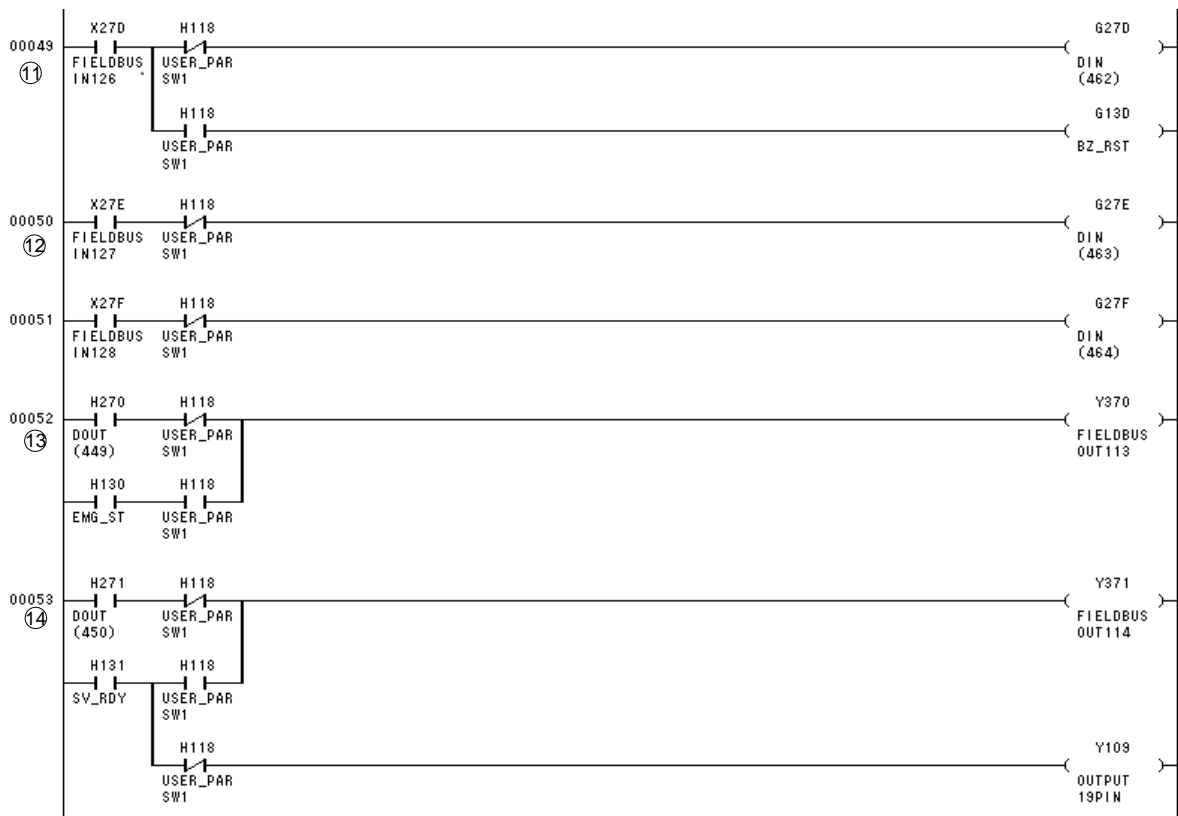 X27D H118 G27D
00049
⑪
FIELDBUS USER_PAR DIN
IN126 SW1 (462)
H118 G13D
USER_PAR BZ_RST
SW1
X27E H118 G27E
00050
⑫
FIELDBUS USER_PAR DIN
IN127 SW1 (463)
X27F H118 G27F
00051
FIELDBUS USER_PAR DIN
IN128 SW1 (464)
H270 H118 Y370
00052
⑬
DOUT USER_PAR FIELDBUS
(449) SW1 OUT113
H130 H118
EMG_ST USER_PAR
SW1
H271 H118 Y371
00053
⑭
DOUT USER_PAR FIELDBUS
(450) SW1 OUT114
H131 H118
SV_RDY USER_PAR
SW1
H118 Y109
USER_PAR OUTPUT
SW1 19PIN